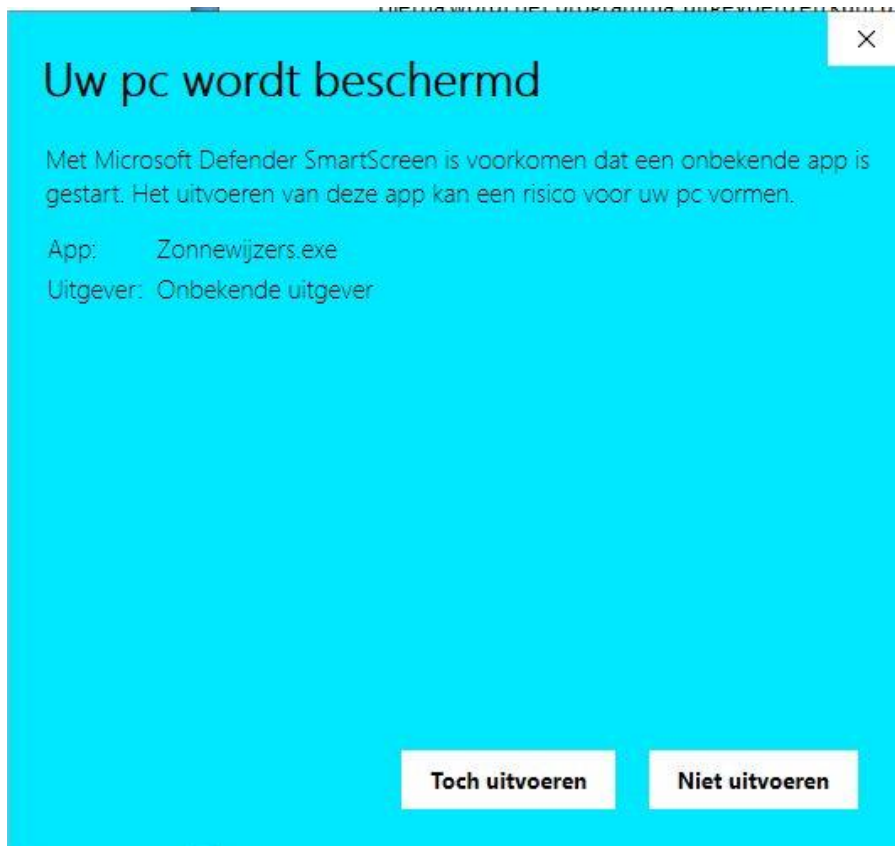 Uw pc wordt beschermd
Met Microsoft Defender SmartScreen is voorkomen dat een onbekende app is
gestart. Het uitvoeren van deze app kan een risico voor uw pc vormen.
App: Zonnewijzers.exe
Uitgever: Onbekende uitgever
Toch uitvoeren Niet uitvoeren